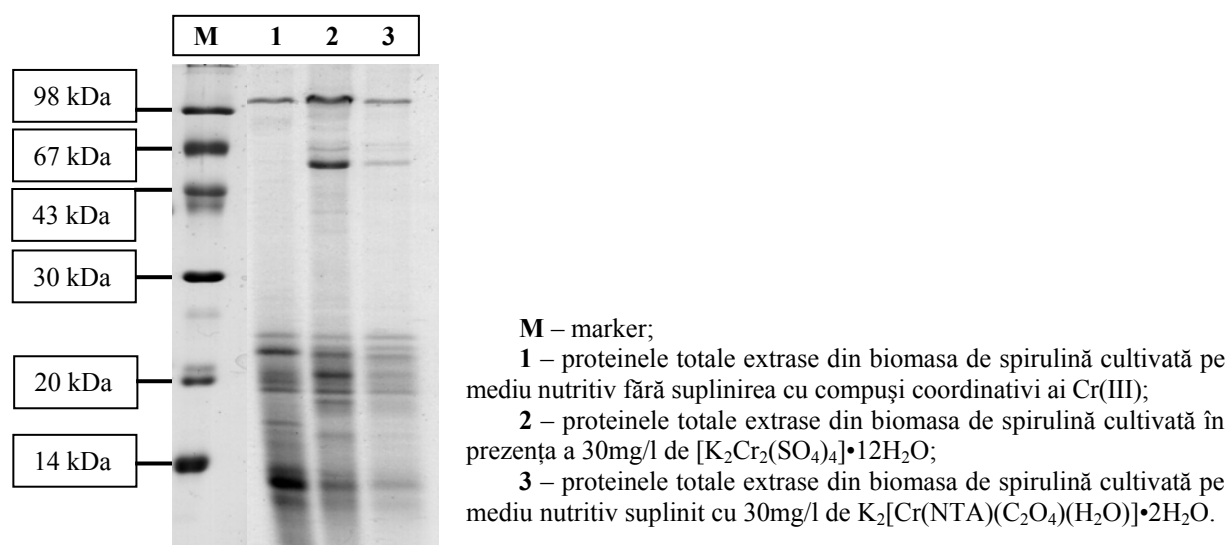 M 1 2 3
98 kDa
67 kDa
43 kDa
30 kDa
20 kDa
14 kDa
M – marker;
1 – proteinele totale extrase din biomasa de spirulină cultivată pe
mediu nutritiv fără suplinirea cu compuşi coordinativi ai Cr(III);
2 – proteinele totale extrase din biomasa de spirulină cultivată în
prezența a 30mg/l de [K₂Cr₂(SO₄)₄]•12H₂O;
3 – proteinele totale extrase din biomasa de spirulină cultivată pe
mediu nutritiv suplinit cu 30mg/l de K₂[Cr(NTA)(C₂O₄)(H₂O)]•2H₂O.